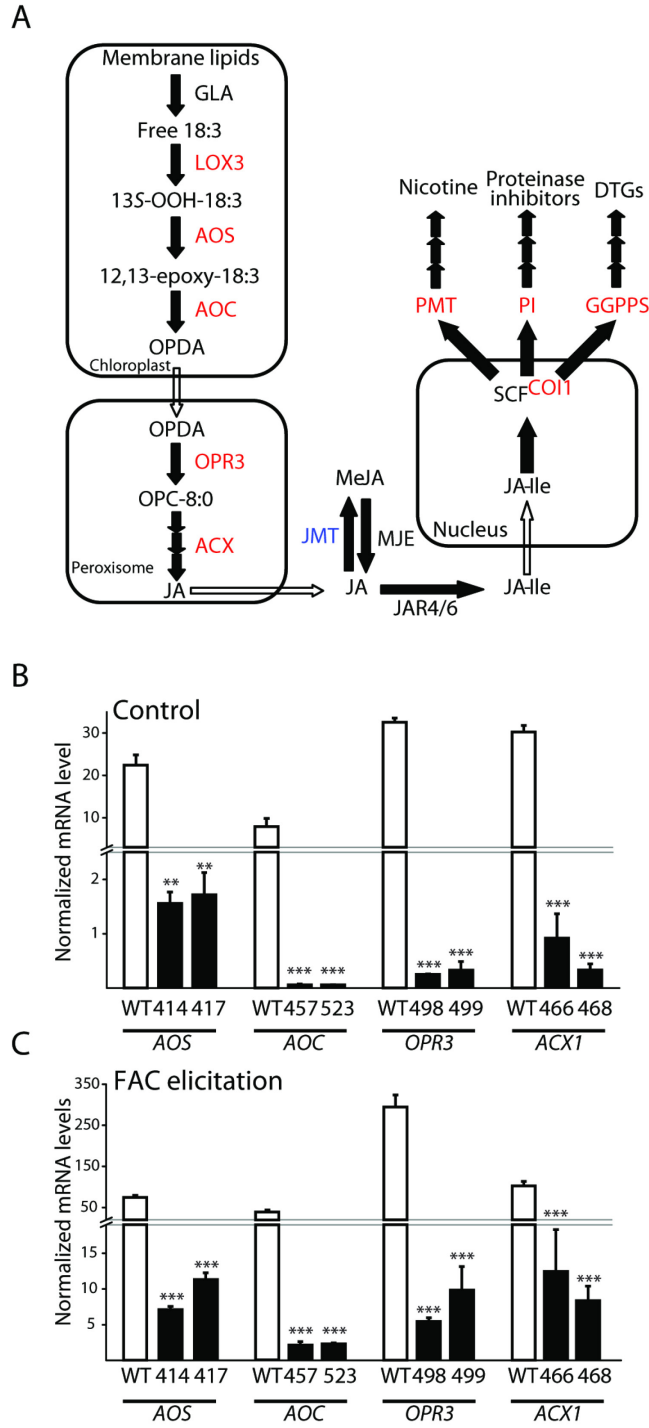 A
Membrane lipids
GLA
Free 18:3
LOX3
13S-OOH-18:3
AOS
12,13-epoxy-18:3
AOC
OPDA
Chloroplast
OPDA
OPR3
OPC-8:0
ACX
Peroxisome
JA
MeJA
JMT
MJE
JA
JAR4/6
JA-Ile
Nicotine
Proteinase
inhibitors
DTGs
PMT
PI
GGPPS
SCF COI1
JA-Ile
Nucleus
B
Control
Normalized mRNA level
30
20
10
2
1
** **
*** ***
*** ***
*** ***
WT 414 417 WT 457 523 WT 498 499 WT 466 468
AOS AOC OPR3 ACX1
C
FAC elicitation
Normalized mRNA levels
350
250
150
50
15
10
5
*** ***
*** ***
*** ***
*** ***
WT 414 417 WT 457 523 WT 498 499 WT 466 468
AOS AOC OPR3 ACX1